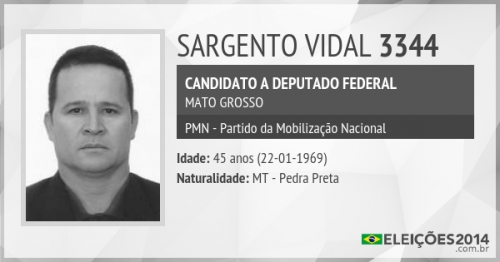 SARGENTO VIDAL 3344
CANDIDATO A DEPUTADO FEDERAL
MATO GROSSO
PMN - Partido da Mobilização Nacional
Idade: 45 anos (22-01-1969)
Naturalidade: MT - Pedra Preta
ELEIÇÕES2014
.com.br